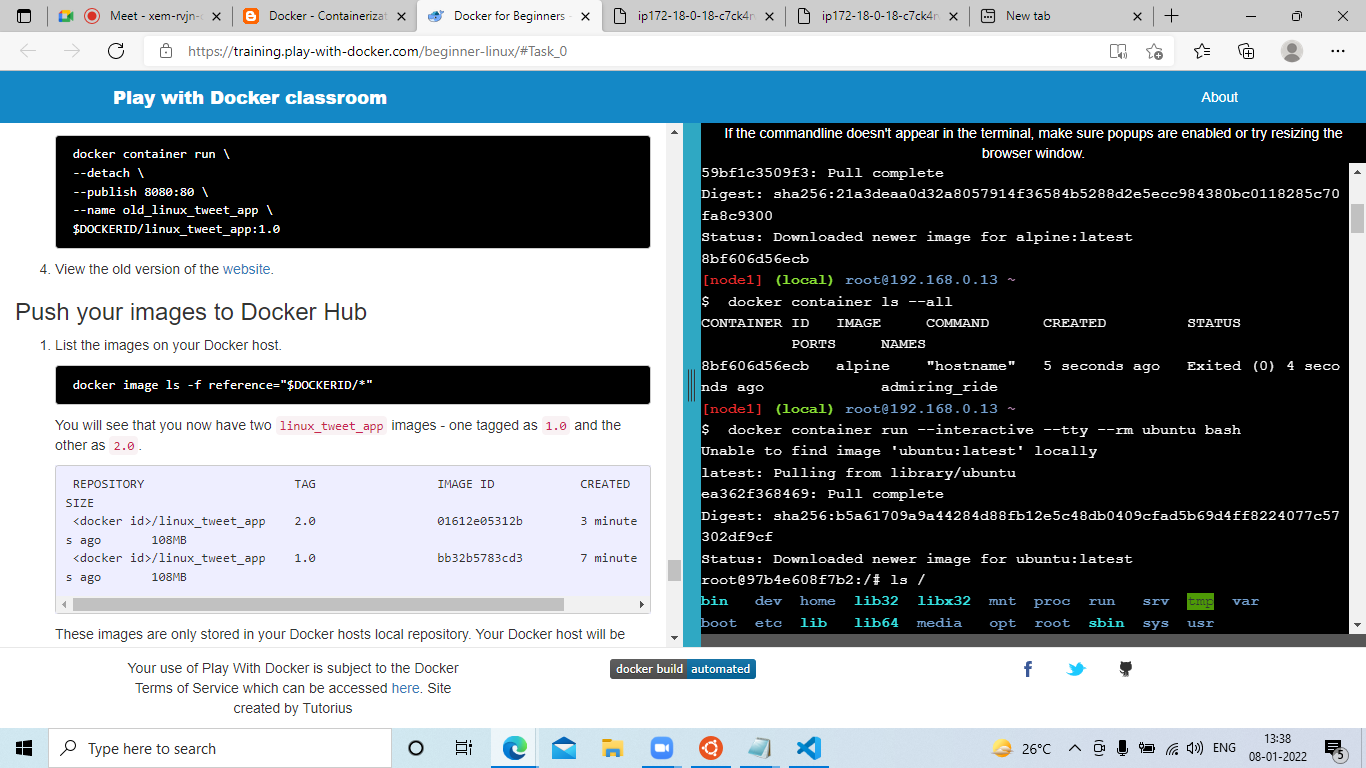 Meet - xem-rvjn-
Docker - Containerizat
Docker for Beginners -
ip172-18-0-18-c7ck4
ip172-18-0-18-c7ck4
New tab
https://training.play-with-docker.com/beginner-linux/#Task_0
Play with Docker classroom
About
docker container run \
--detach \
--publish 8080:80 \
--name old_linux_tweet_app \
$DOCKERID/linux_tweet_app:1.0
4. View the old version of the website.
Push your images to Docker Hub
1. List the images on your Docker host.
docker image ls -f reference="$DOCKERID/*"
You will see that you now have two linux_tweet_app images - one tagged as 1.0 and the
other as 2.0.
REPOSITORY TAG IMAGE ID CREATED
SIZE
<docker id>/linux_tweet_app 2.0 01612e05312b 3 minute
s ago 108MB
<docker id>/linux_tweet_app 1.0 bb32b5783cd3 7 minute
s ago 108MB
These images are only stored in your Docker hosts local repository. Your Docker host will be
If the commandline doesn't appear in the terminal, make sure popups are enabled or try resizing the
browser window.
59bf1c3509f3: Pull complete
Digest: sha256:21a3deaa0d32a8057914f36584b5288d2e5ecc984380bc0118285c70
fa8c9300
Status: Downloaded newer image for alpine:latest
8bf606d56ecb
[node1] (local) root@192.168.0.13 ~
$ docker container ls --all
CONTAINER ID IMAGE COMMAND CREATED STATUS
PORTS NAMES
8bf606d56ecb alpine "hostname" 5 seconds ago Exited (0) 4 seco
nds ago admiring_ride
[node1] (local) root@192.168.0.13 ~
$ docker container run --interactive --tty --rm ubuntu bash
Unable to find image 'ubuntu:latest' locally
latest: Pulling from library/ubuntu
ea362f368469: Pull complete
Digest: sha256:b5a61709a9a44284d88fb12e5c48db0409cfad5b69d4ff8224077c57
302df9cf
Status: Downloaded newer image for ubuntu:latest
root@97b4e608f7b2:/# ls /
bin dev home lib32 libx32 mnt proc run srv tmp var
boot etc lib lib64 media opt root sbin sys usr
Your use of Play With Docker is subject to the Docker
Terms of Service which can be accessed here. Site
created by Tutorius
docker build automated
Type here to search
26°C
ENG
13:38
08-01-2022
5